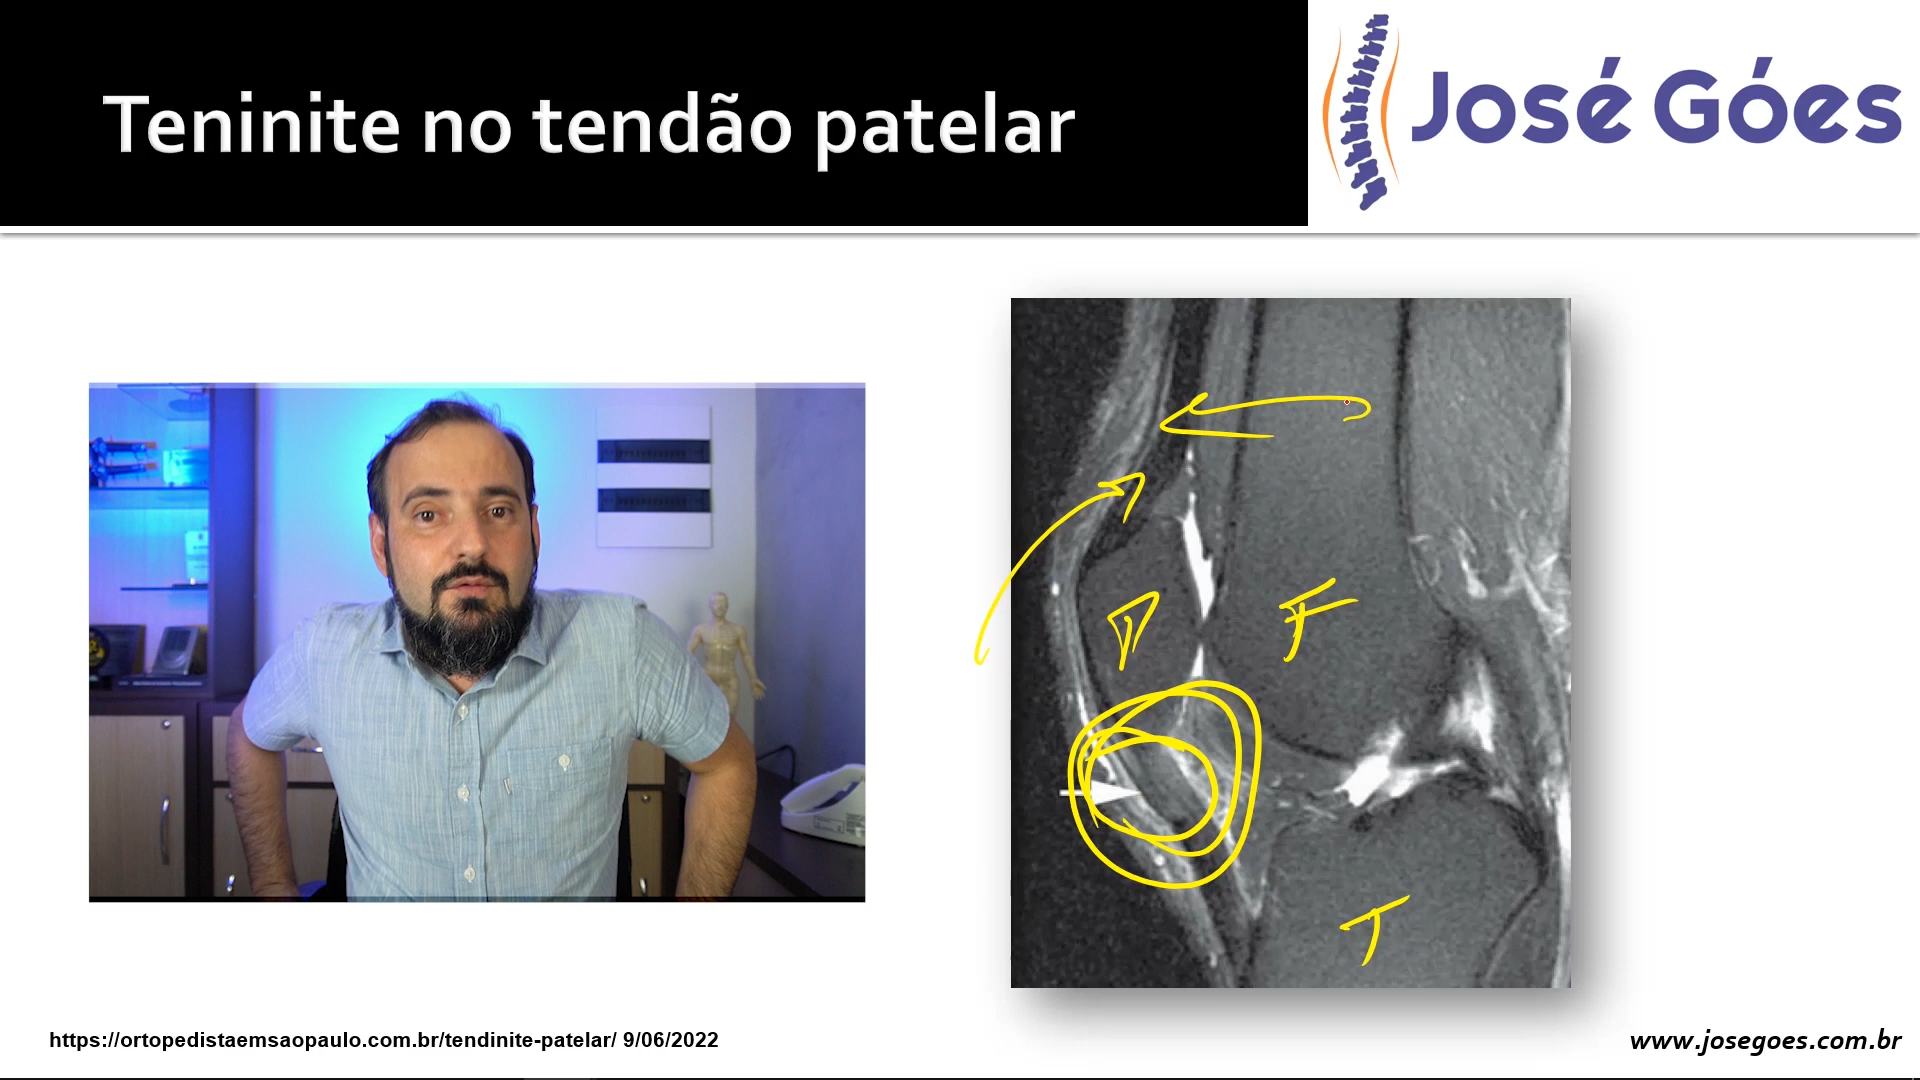 Teninite no tendão patelar
José Góes
P
F
T
https://ortopedistaemsaopaulo.com.br/tendinite-patelar/ 9/06/2022
www.josegoes.com.br